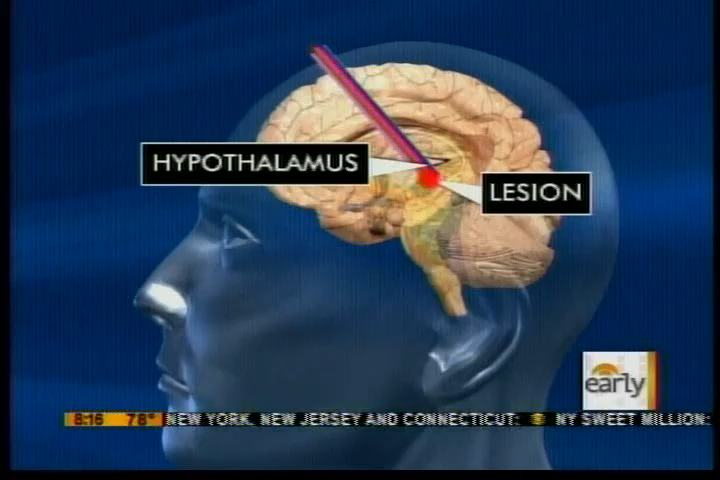 HYPOTHALAMUS
LESION
early
8:16 78° NEW YORK, NEW JERSEY AND CONNECTICUT: NY SWEET MILLION: